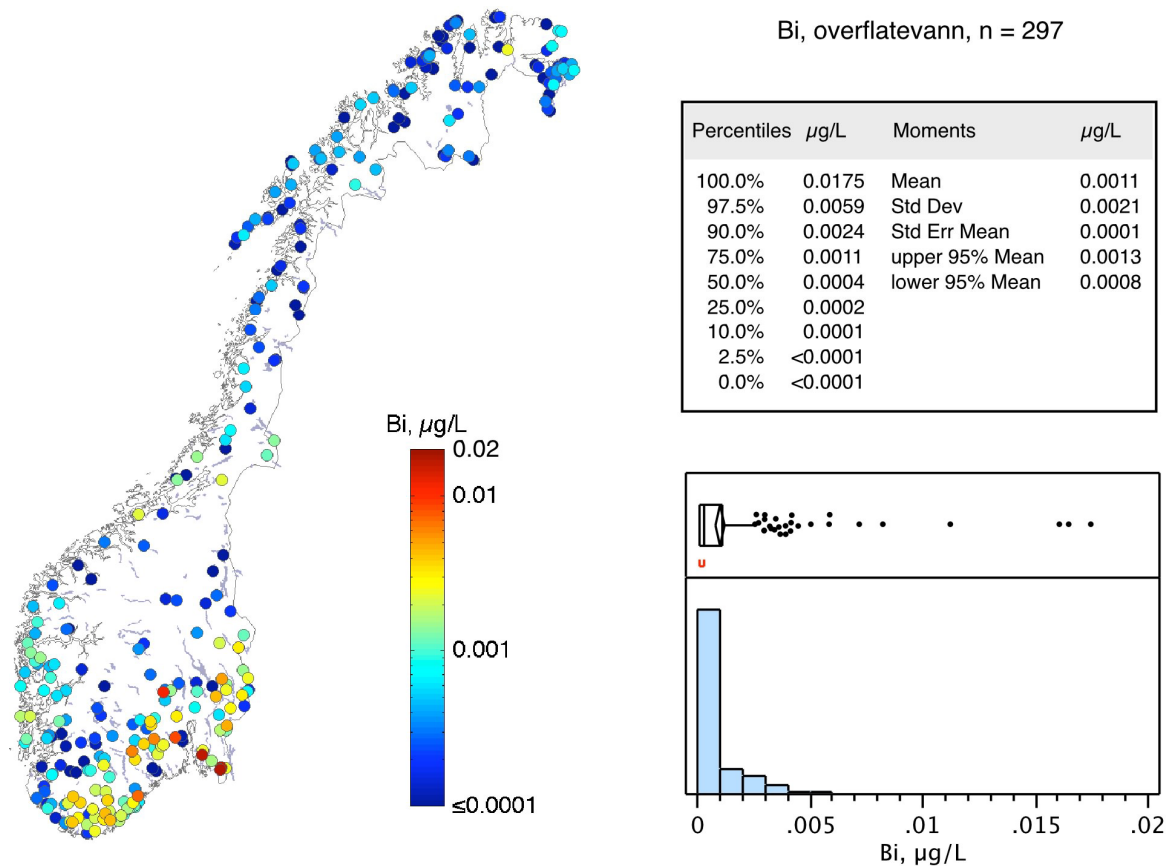 Bi, overflatevann, n = 297
Percentiles µg/L Moments µg/L
100.0% 0.0175 Mean 0.0011
97.5% 0.0059 Std Dev 0.0021
90.0% 0.0024 Std Err Mean 0.0001
75.0% 0.0011 upper 95% Mean 0.0013
50.0% 0.0004 lower 95% Mean 0.0008
25.0% 0.0002
10.0% 0.0001
2.5% <0.0001
0.0% <0.0001
Bi, µg/L
0.02
0.01
0.001
≤0.0001
0 .005 .01 .015 0.02
Bi, µg/L